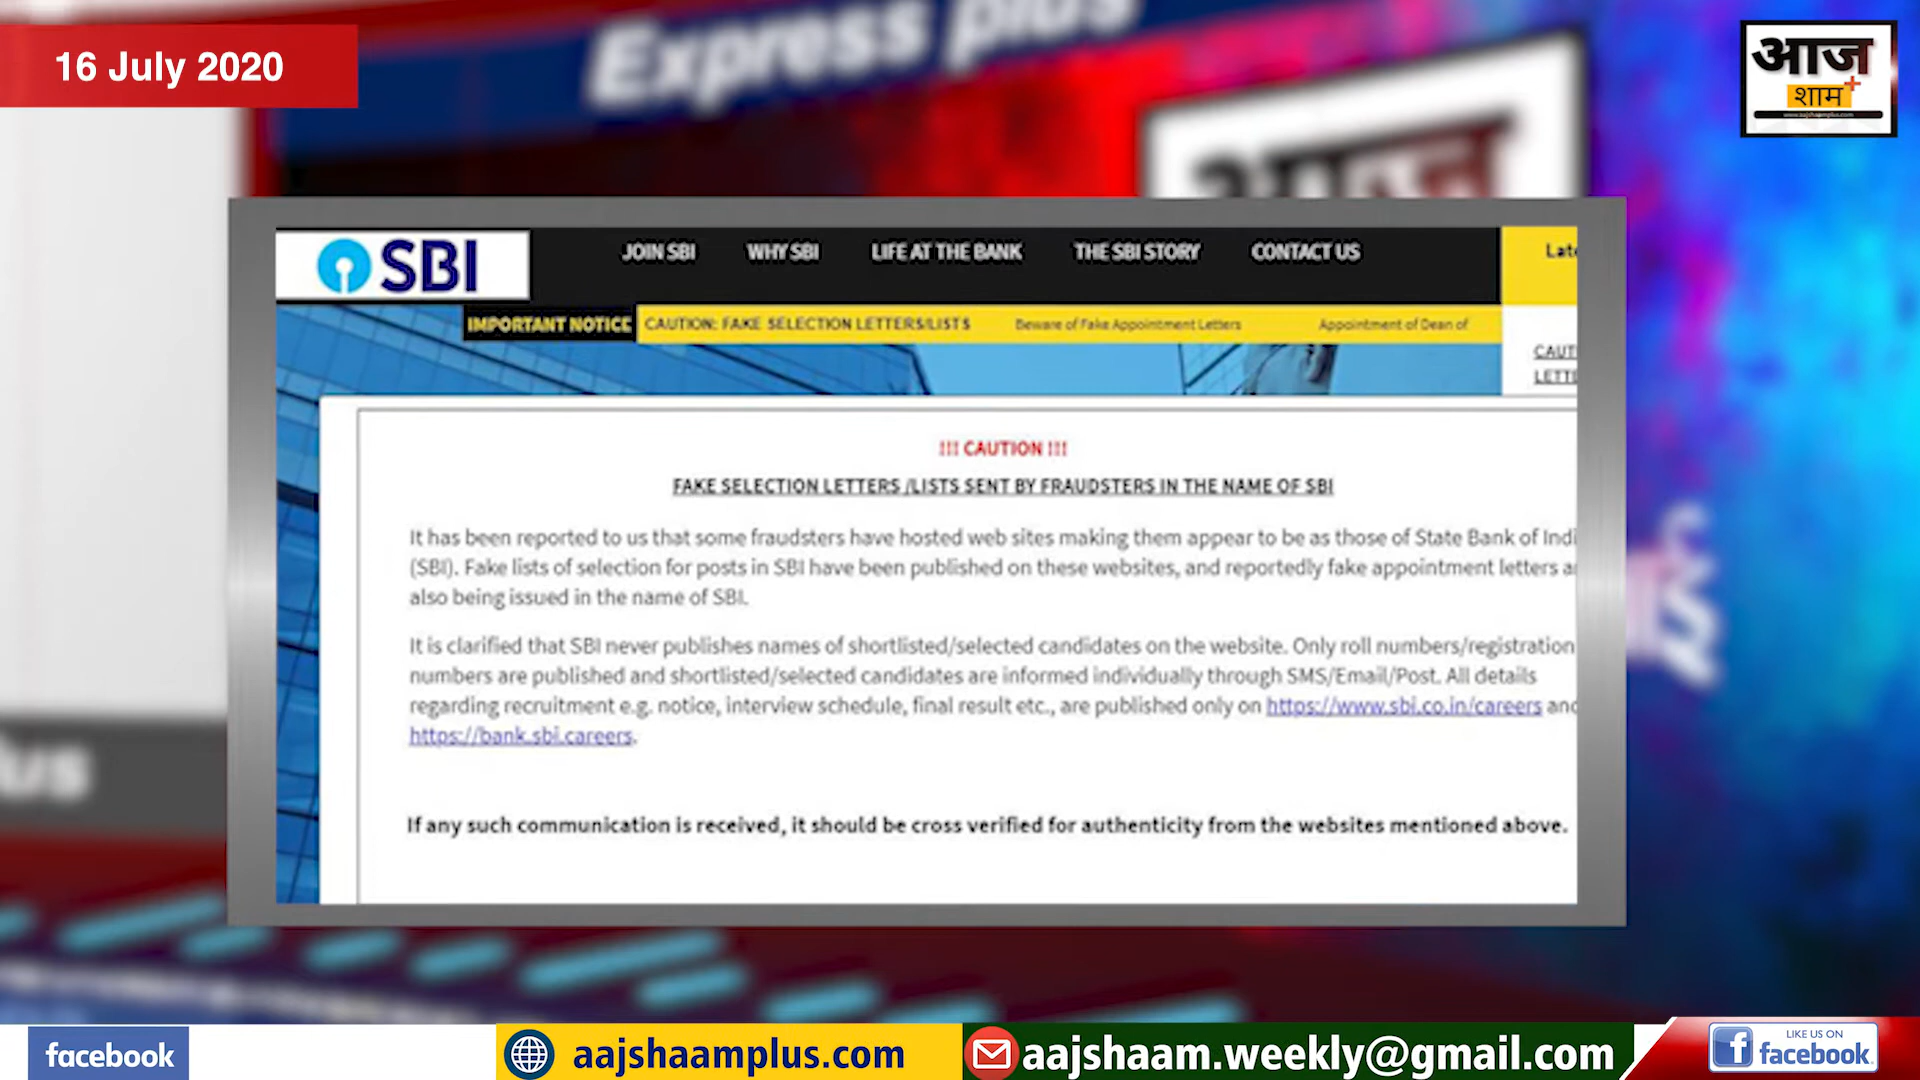 16 July 2020
Express plus
आज
शाम+
SBI
JOIN SBI WHY SBI LIFE AT THE BANK THE SBI STORY CONTACT US
IMPORTANT NOTICE CAUTION: FAKE SELECTION LETTERS/LISTS Beware of Fake Appointment Letters Appointment of Dean of
!!! CAUTION !!!
FAKE SELECTION LETTERS /LISTS SENT BY FRAUDSTERS IN THE NAME OF SBI
It has been reported to us that some fraudsters have hosted web sites making them appear to be as those of State Bank of Indi
(SBI). Fake lists of selection for posts in SBI have been published on these websites, and reportedly fake appointment letters a
also being issued in the name of SBI.
It is clarified that SBI never publishes names of shortlisted/selected candidates on the website. Only roll numbers/registration
numbers are published and shortlisted/selected candidates are informed individually through SMS/Email/Post. All details
regarding recruitment e.g. notice, interview schedule, final result etc., are published only on https://www.sbi.co.in/careers and
https://bank.sbi.careers.
If any such communication is received, it should be cross verified for authenticity from the websites mentioned above.
facebook aajshaamplus.com aajshaam.weekly@gmail.com
LIKE US ON
facebook